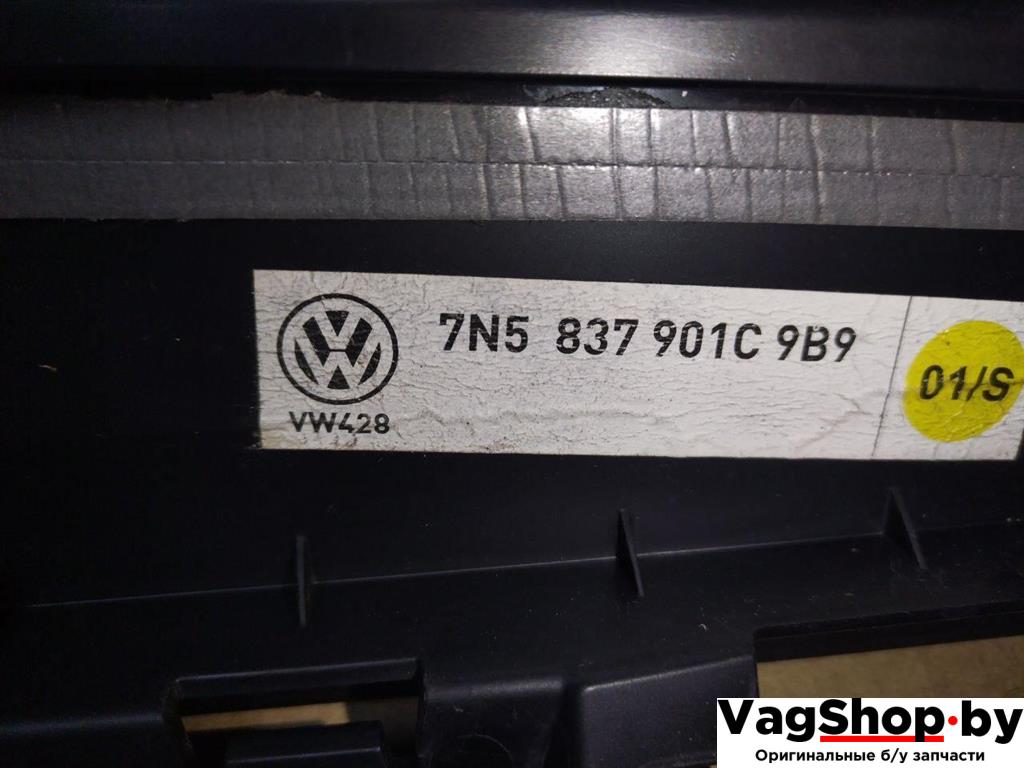 7N5 837 901C 9B9
01/S
VW428
VagShop.by
Оригинальные б/у запчасти